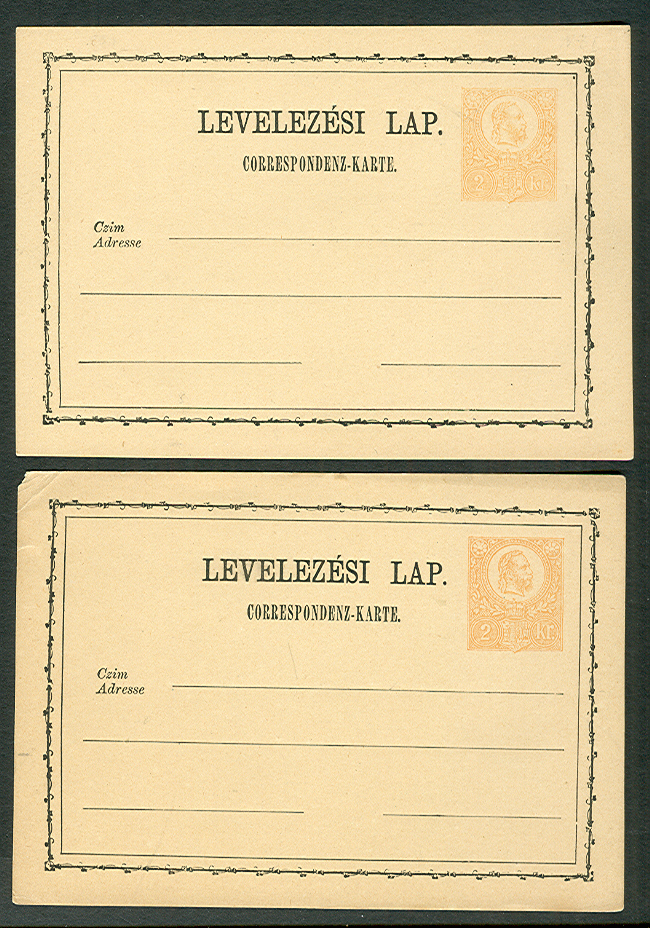 LEVELEZÉSI LAP.
CORRESPONDENZ-KARTE.
2 Kr.
Czim
Adresse
LEVELEZÉSI LAP.
CORRESPONDENZ-KARTE.
2 Kr.
Czim
Adresse